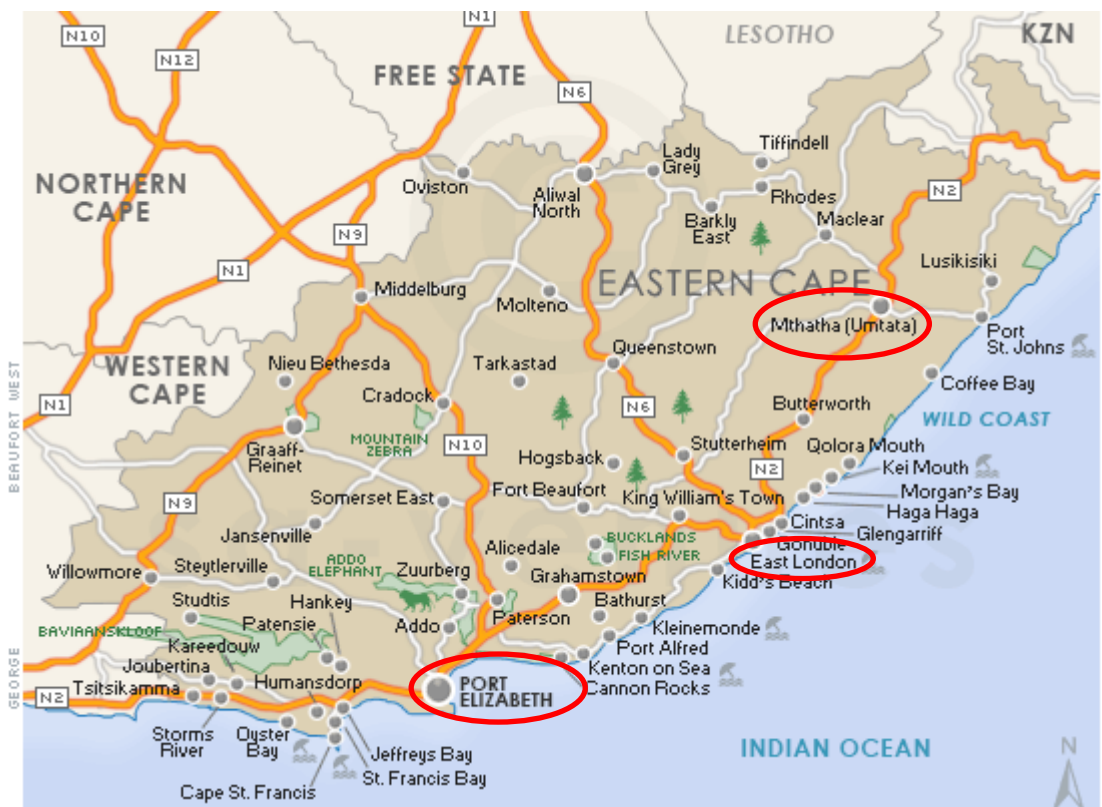 N1
LESOTHO
KZN
N10
N12
FREE STATE
N6
Tiffindell
Lady
Grey
Oviston
Aliwal
North
NORTHERN
CAPE
N2
Rhodes
Barkly
East
Maclear
N9
N1
Lusikisiki
EASTERN CAPE
Middelburg
Molteno
Mthatha (Umtata)
Port
St. Johns
WESTERN
CAPE
Nieu Bethesda
Tarkastad
Queenstown
Coffee Bay
BEAUFORT WEST
N1
Cradock
N6
Butterworth
WILD COAST
MOUNTAIN
ZEBRA
N10
Graaff-
Reinet
Stutterheim
Qolora Mouth
Hogsback
N2
Kei Mouth
N9
Somerset East
Fort Beaufort
King William's Town
Morgan's Bay
Haga Haga
Jansenville
Cintsa
Glengarriff
Gonubie
BUCKLANDS
FISH RIVER
Alicedale
ADDO
ELEPHANT
East London
Willowmore
Steytlerville
Zuurberg
Grahamstown
Kidd's Beach
Studtis
Hankey
Patensie
Addo
Paterson
Bathurst
BAVIAANSKLOOF
Kareedouw
Kleinemonde
Port Alfred
GEORGE
Joubertina
Kenton on Sea
Tsitsikamma
Humansdorp
PORT
ELIZABETH
Cannon Rocks
N2
Storms
River
Oyster
Bay
Jeffreys Bay
St. Francis Bay
Cape St. Francis
INDIAN OCEAN
N